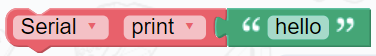 Serial print “ hello ”